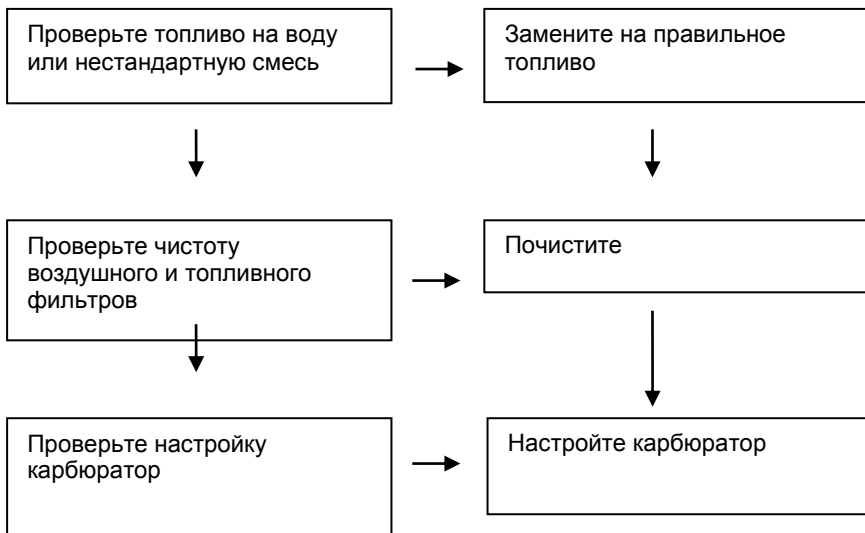 Проверьте топливо на воду
или нестандартную смесь
Замените на правильное
топливо
Проверьте чистоту
воздушного и топливного
фильтров
Почистите
Проверьте настройку
карбюратор
Настройте карбюратор